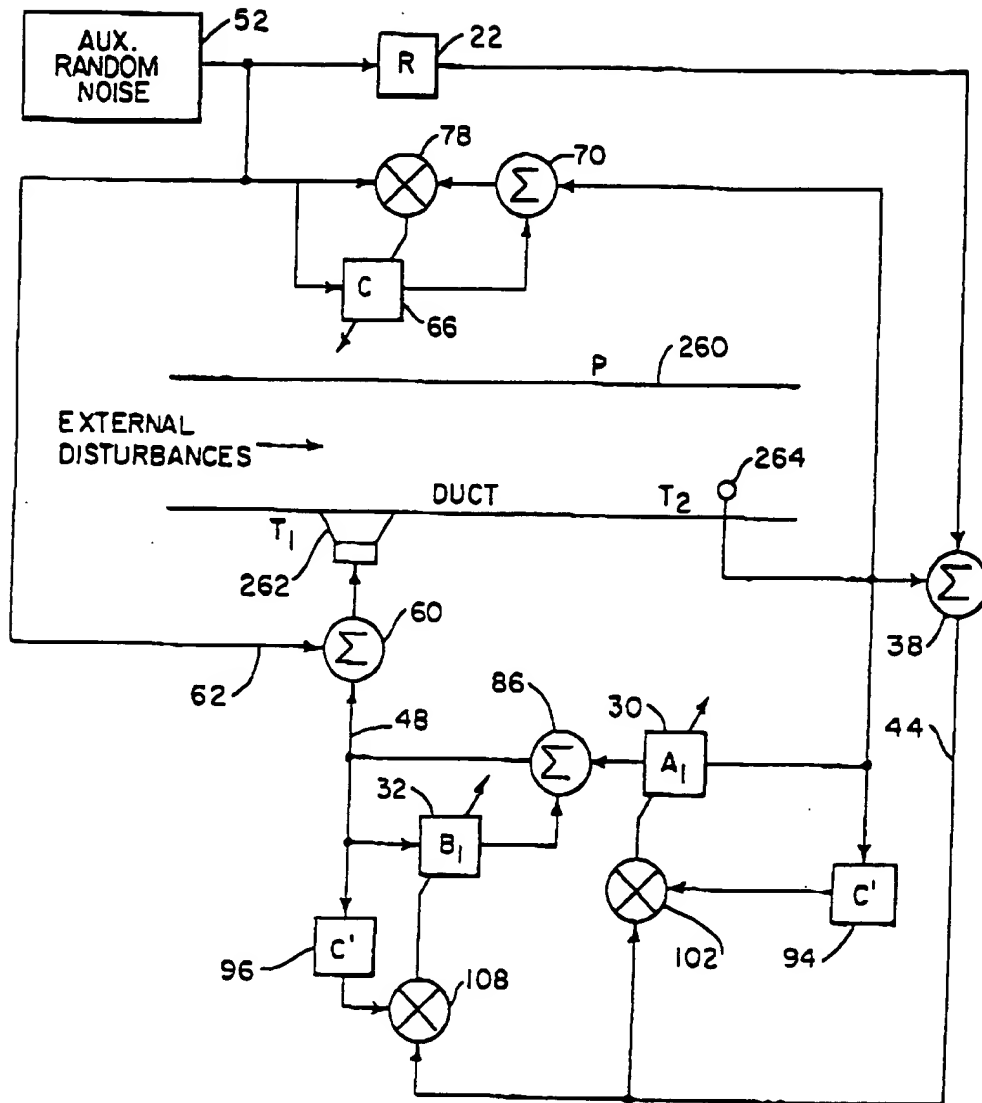 52
AUX.
RANDOM
NOISE
22
R
78
70
Σ
C
66
P
260
EXTERNAL
DISTURBANCES
264
DUCT
T2
T1
262
60
Σ
Σ
38
62
86
30
48
44
Σ
A1
32
B1
C'
C'
102
94
96
108